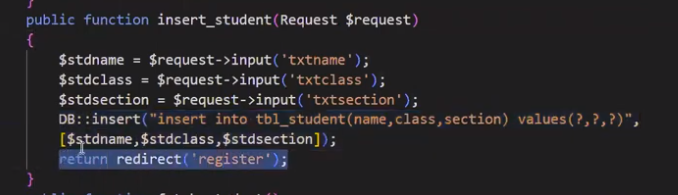 }
public function insert_student(Request $request)
{
$stdname = $request->input('txtname');
$stdclass = $request->input('txtclass');
$stdsection = $request->input('txtsection');
DB::insert("insert into tbl_student(name,class,section) values(?,?,?)",
[$stdname,$stdclass,$stdsection]);
return redirect('register');
}